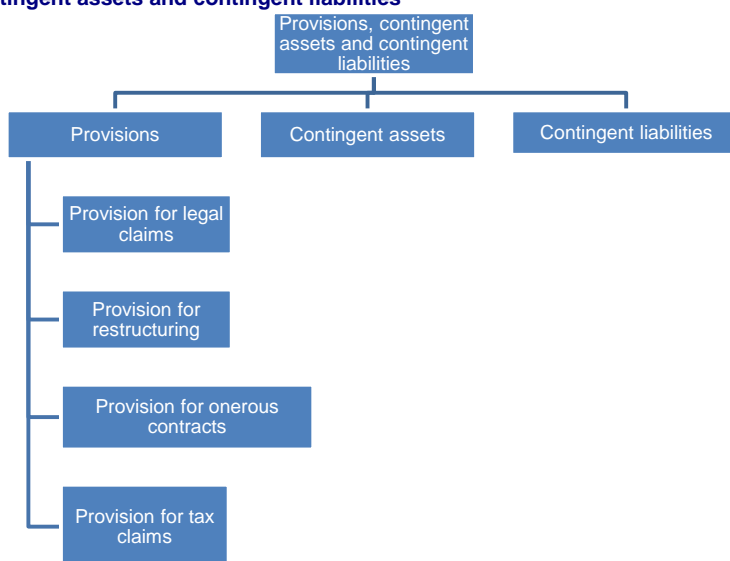 tingent assets and contingent liabilities
Provisions, contingent
assets and contingent
liabilities
Provisions
Contingent assets
Contingent liabilities
Provision for legal
claims
Provision for
restructuring
Provision for onerous
contracts
Provision for tax
claims